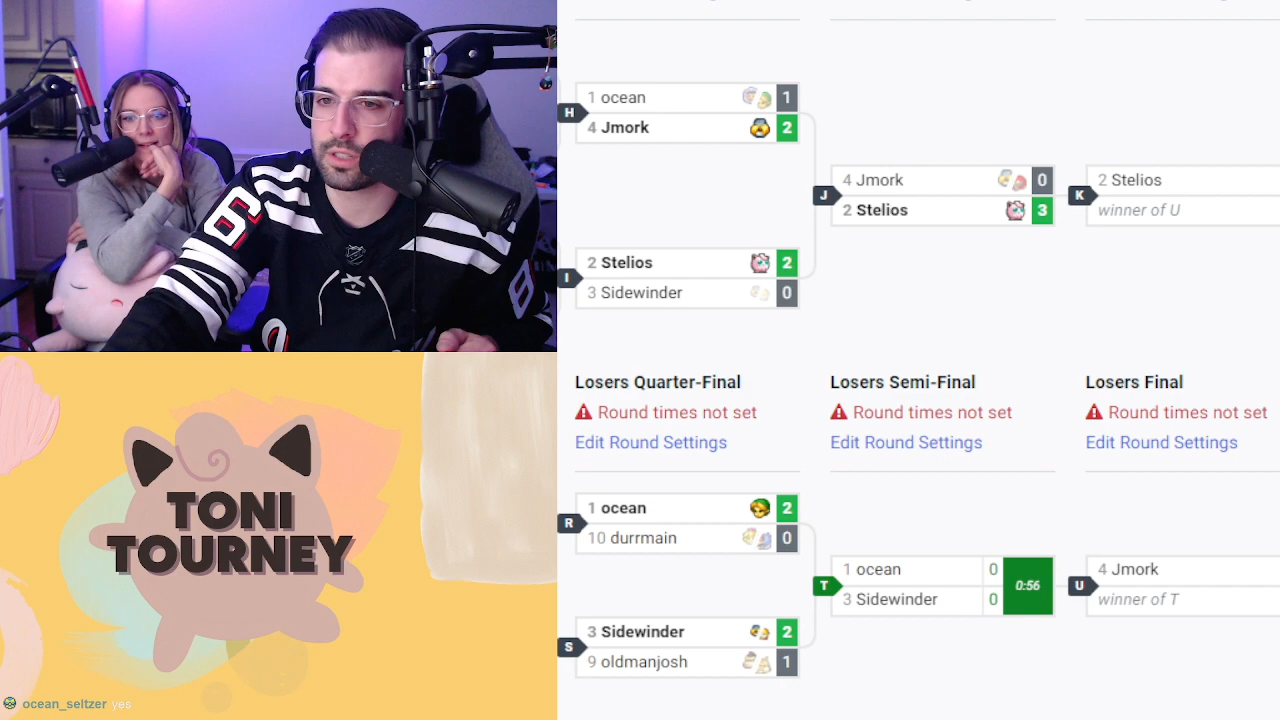 H
1 ocean 1
4 Jmork 2
J
4 Jmork 0
2 Stelios 3
K
2 Stelios
winner of U
I
2 Stelios 2
3 Sidewinder 0
Losers Quarter-Final
Round times not set
Edit Round Settings
Losers Semi-Final
Round times not set
Edit Round Settings
Losers Final
Round times not set
Edit Round Settings
R
1 ocean 2
10 durrmain 0
T
1 ocean 0
3 Sidewinder 0
0:56
U
4 Jmork
winner of T
S
3 Sidewinder 2
9 oldmanjosh 1
TONI
TOURNEY
ocean_seltzer yes